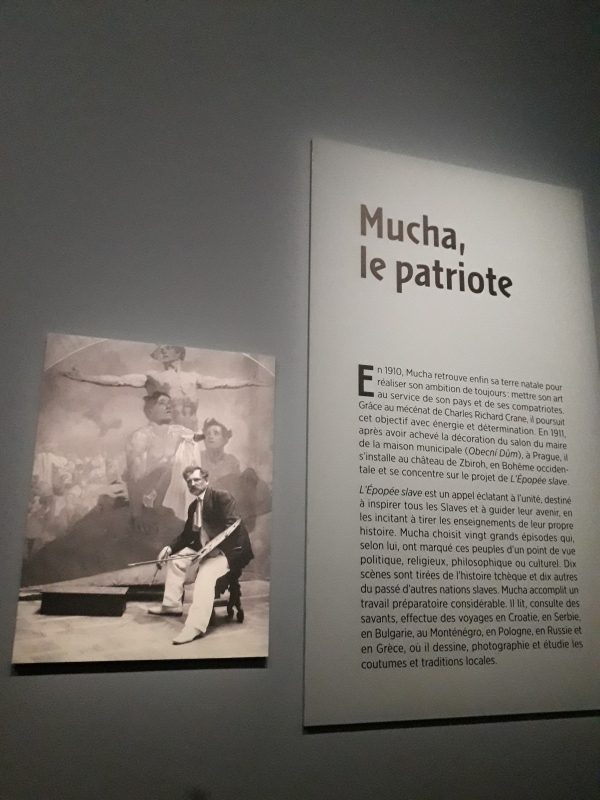 Mucha,
le patriote
En 1910, Mucha retrouve enfin sa terre natale pour
réaliser son ambition de toujours : mettre son art
au service de son pays et de ses compatriotes.
Grâce au mécénat de Charles Richard Crane, il poursuit
cet objectif avec énergie et détermination. En 1911,
après avoir achevé la décoration du salon du maire
de la maison municipale (Obecní Dům), à Prague, il
s'installe au château de Zbiroh, en Bohème occiden-
tale et se concentre sur le projet de L'Épopée slave.
L'Épopée slave est un appel éclatant à l'unité, destiné
à inspirer tous les Slaves et à guider leur avenir, en
les incitant à tirer les enseignements de leur propre
histoire. Mucha choisit vingt grands épisodes qui,
selon lui, ont marqué ces peuples d'un point de vue
politique, religieux, philosophique ou culturel. Dix
scènes sont tirées de l'histoire tchèque et dix autres
du passé d'autres nations slaves. Mucha accomplit un
travail préparatoire considérable. Il lit, consulte des
savants, effectue des voyages en Croatie, en Serbie,
en Bulgarie, au Monténégro, en Pologne, en Russie et
en Grèce, où il dessine, photographie et étudie les
coutumes et traditions locales.